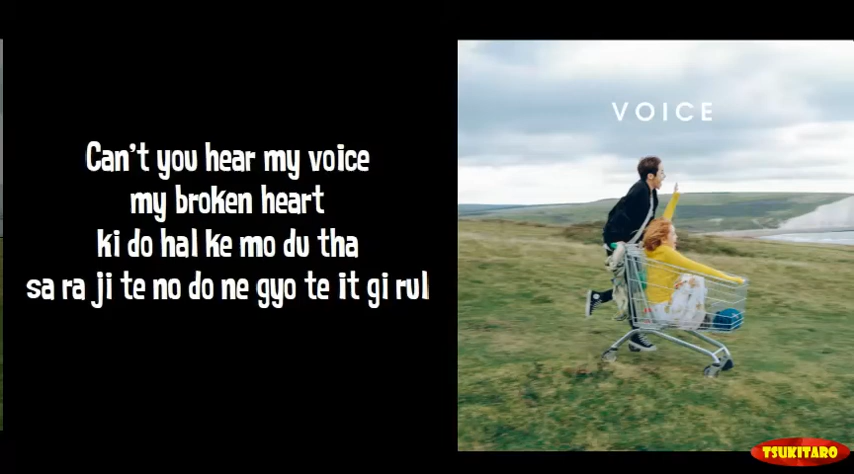 Can't you hear my voice
my broken heart
ki do hal ke mo du tha
sa ra ji te no do ne gyo te it gi rul
VOICE
TSUKITARO